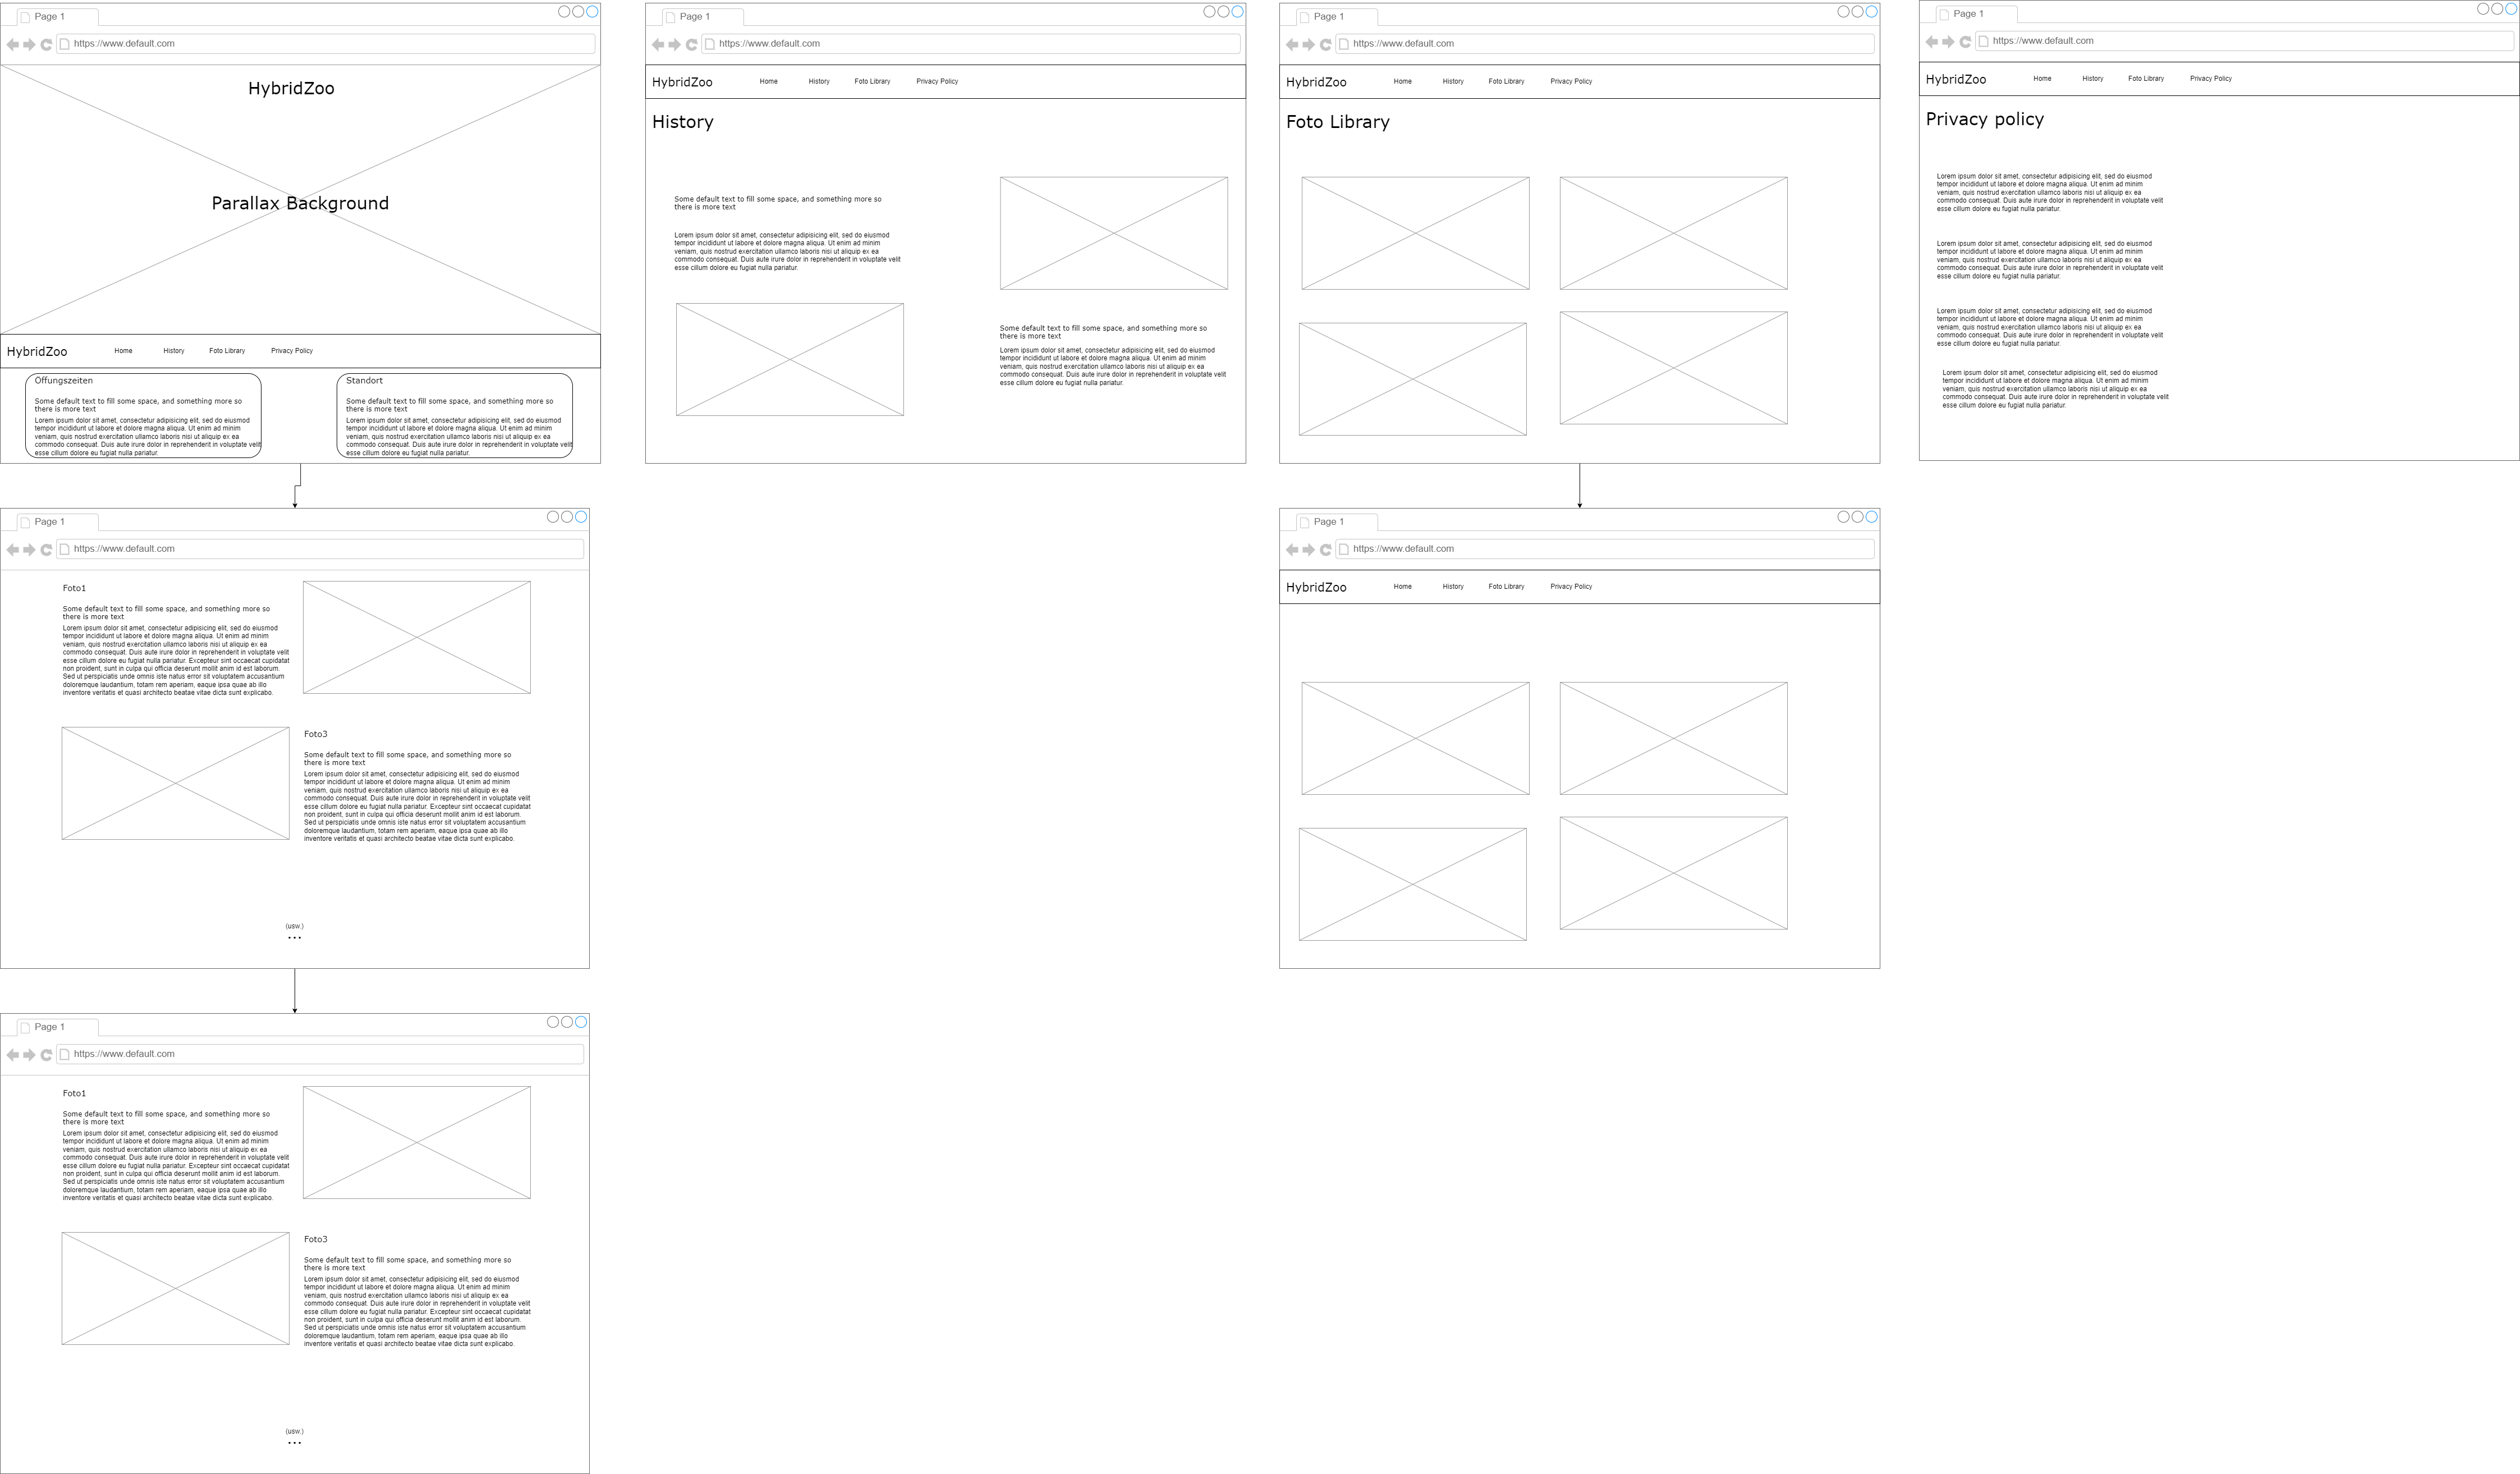 Page 1
https://www.default.com
HybridZoo
Parallax Background
HybridZoo
Home
History
Foto Library
Privacy Policy
Öffungszeiten
Some default text to fill some space, and something more so
there is more text
Lorem ipsum dolor sit amet, consectetur adipisicing elit, sed do eiusmod
tempor incididunt ut labore et dolore magna aliqua. Ut enim ad minim
veniam, quis nostrud exercitation ullamco laboris nisi ut aliquip ex ea
commodo consequat. Duis aute irure dolor in reprehenderit in voluptate velit
esse cillum dolore eu fugiat nulla pariatur.
Standort
Some default text to fill some space, and something more so
there is more text
Lorem ipsum dolor sit amet, consectetur adipisicing elit, sed do eiusmod
tempor incididunt ut labore et dolore magna aliqua. Ut enim ad minim
veniam, quis nostrud exercitation ullamco laboris nisi ut aliquip ex ea
commodo consequat. Duis aute irure dolor in reprehenderit in voluptate velit
esse cillum dolore eu fugiat nulla pariatur.
Page 1
https://www.default.com
HybridZoo
Home
History
Foto Library
Privacy Policy
History
Some default text to fill some space, and something more so
there is more text
Lorem ipsum dolor sit amet, consectetur adipisicing elit, sed do eiusmod
tempor incididunt ut labore et dolore magna aliqua. Ut enim ad minim
veniam, quis nostrud exercitation ullamco laboris nisi ut aliquip ex ea
commodo consequat. Duis aute irure dolor in reprehenderit in voluptate velit
esse cillum dolore eu fugiat nulla pariatur.
Some default text to fill some space, and something more so
there is more text
Lorem ipsum dolor sit amet, consectetur adipisicing elit, sed do eiusmod
tempor incididunt ut labore et dolore magna aliqua. Ut enim ad minim
veniam, quis nostrud exercitation ullamco laboris nisi ut aliquip ex ea
commodo consequat. Duis aute irure dolor in reprehenderit in voluptate velit
esse cillum dolore eu fugiat nulla pariatur.
Page 1
https://www.default.com
HybridZoo
Home
History
Foto Library
Privacy Policy
Foto Library
Page 1
https://www.default.com
HybridZoo
Home
History
Foto Library
Privacy Policy
Privacy policy
Lorem ipsum dolor sit amet, consectetur adipisicing elit, sed do eiusmod
tempor incididunt ut labore et dolore magna aliqua. Ut enim ad minim
veniam, quis nostrud exercitation ullamco laboris nisi ut aliquip ex ea
commodo consequat. Duis aute irure dolor in reprehenderit in voluptate velit
esse cillum dolore eu fugiat nulla pariatur.
Lorem ipsum dolor sit amet, consectetur adipisicing elit, sed do eiusmod
tempor incididunt ut labore et dolore magna aliqua. Ut enim ad minim
veniam, quis nostrud exercitation ullamco laboris nisi ut aliquip ex ea
commodo consequat. Duis aute irure dolor in reprehenderit in voluptate velit
esse cillum dolore eu fugiat nulla pariatur.
Lorem ipsum dolor sit amet, consectetur adipisicing elit, sed do eiusmod
tempor incididunt ut labore et dolore magna aliqua. Ut enim ad minim
veniam, quis nostrud exercitation ullamco laboris nisi ut aliquip ex ea
commodo consequat. Duis aute irure dolor in reprehenderit in voluptate velit
esse cillum dolore eu fugiat nulla pariatur.
Lorem ipsum dolor sit amet, consectetur adipisicing elit, sed do eiusmod
tempor incididunt ut labore et dolore magna aliqua. Ut enim ad minim
veniam, quis nostrud exercitation ullamco laboris nisi ut aliquip ex ea
commodo consequat. Duis aute irure dolor in reprehenderit in voluptate velit
esse cillum dolore eu fugiat nulla pariatur.
Page 1
https://www.default.com
Foto1
Some default text to fill some space, and something more so
there is more text
Lorem ipsum dolor sit amet, consectetur adipisicing elit, sed do eiusmod
tempor incididunt ut labore et dolore magna aliqua. Ut enim ad minim
veniam, quis nostrud exercitation ullamco laboris nisi ut aliquip ex ea
commodo consequat. Duis aute irure dolor in reprehenderit in voluptate velit
esse cillum dolore eu fugiat nulla pariatur. Excepteur sint occaecat cupidatat
non proident, sunt in culpa qui officia deserunt mollit anim id est laborum.
Sed ut perspiciatis unde omnis iste natus error sit voluptatem accusantium
doloremque laudantium, totam rem aperiam, eaque ipsa quae ab illo
inventore veritatis et quasi architecto beatae vitae dicta sunt explicabo.
Foto3
Some default text to fill some space, and something more so
there is more text
Lorem ipsum dolor sit amet, consectetur adipisicing elit, sed do eiusmod
tempor incididunt ut labore et dolore magna aliqua. Ut enim ad minim
veniam, quis nostrud exercitation ullamco laboris nisi ut aliquip ex ea
commodo consequat. Duis aute irure dolor in reprehenderit in voluptate velit
esse cillum dolore eu fugiat nulla pariatur. Excepteur sint occaecat cupidatat
non proident, sunt in culpa qui officia deserunt mollit anim id est laborum.
Sed ut perspiciatis unde omnis iste natus error sit voluptatem accusantium
doloremque laudantium, totam rem aperiam, eaque ipsa quae ab illo
inventore veritatis et quasi architecto beatae vitae dicta sunt explicabo.
(usw.)
...
Page 1
https://www.default.com
HybridZoo
Home
History
Foto Library
Privacy Policy
Page 1
https://www.default.com
Foto1
Some default text to fill some space, and something more so
there is more text
Lorem ipsum dolor sit amet, consectetur adipisicing elit, sed do eiusmod
tempor incididunt ut labore et dolore magna aliqua. Ut enim ad minim
veniam, quis nostrud exercitation ullamco laboris nisi ut aliquip ex ea
commodo consequat. Duis aute irure dolor in reprehenderit in voluptate velit
esse cillum dolore eu fugiat nulla pariatur. Excepteur sint occaecat cupidatat
non proident, sunt in culpa qui officia deserunt mollit anim id est laborum.
Sed ut perspiciatis unde omnis iste natus error sit voluptatem accusantium
doloremque laudantium, totam rem aperiam, eaque ipsa quae ab illo
inventore veritatis et quasi architecto beatae vitae dicta sunt explicabo.
Foto3
Some default text to fill some space, and something more so
there is more text
Lorem ipsum dolor sit amet, consectetur adipisicing elit, sed do eiusmod
tempor incididunt ut labore et dolore magna aliqua. Ut enim ad minim
veniam, quis nostrud exercitation ullamco laboris nisi ut aliquip ex ea
commodo consequat. Duis aute irure dolor in reprehenderit in voluptate velit
esse cillum dolore eu fugiat nulla pariatur. Excepteur sint occaecat cupidatat
non proident, sunt in culpa qui officia deserunt mollit anim id est laborum.
Sed ut perspiciatis unde omnis iste natus error sit voluptatem accusantium
doloremque laudantium, totam rem aperiam, eaque ipsa quae ab illo
inventore veritatis et quasi architecto beatae vitae dicta sunt explicabo.
(usw.)
...